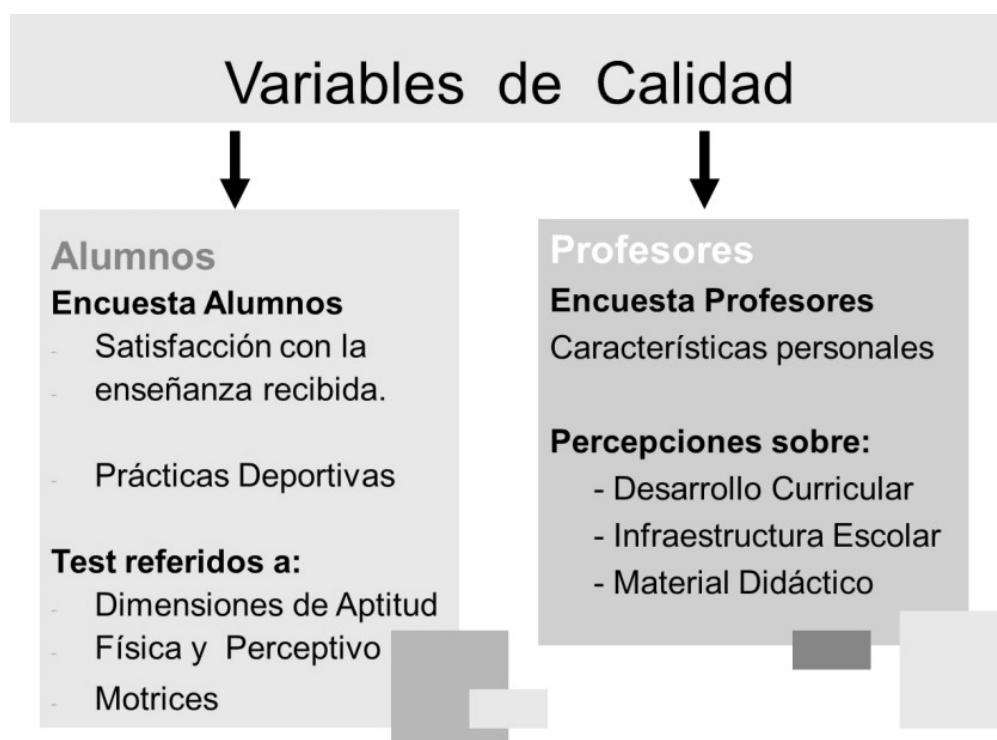 Variables de Calidad
Alumnos
Encuesta Alumnos
- Satisfacción con la
- enseñanza recibida.
- Prácticas Deportivas
Test referidos a:
- Dimensiones de Aptitud
- Física y Perceptivo
- Motrices
Profesores
Encuesta Profesores
Características personales
Percepciones sobre:
- Desarrollo Curricular
- Infraestructura Escolar
- Material Didáctico